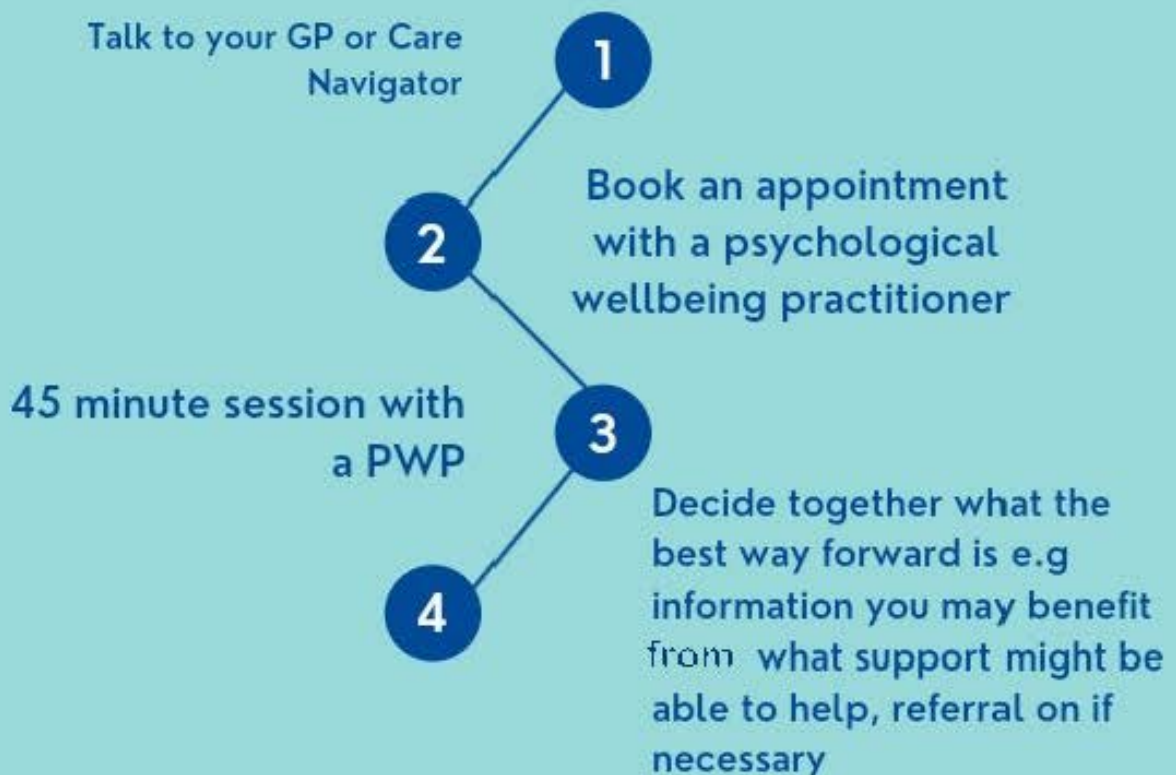 Talk to your GP or Care
Navigator
1
2
Book an appointment
with a psychological
wellbeing practitioner
45 minute session with
a PWP
3
4
Decide together what the
best way forward is e.g
information you may benefit
from what support might be
able to help, referral on if
necessary